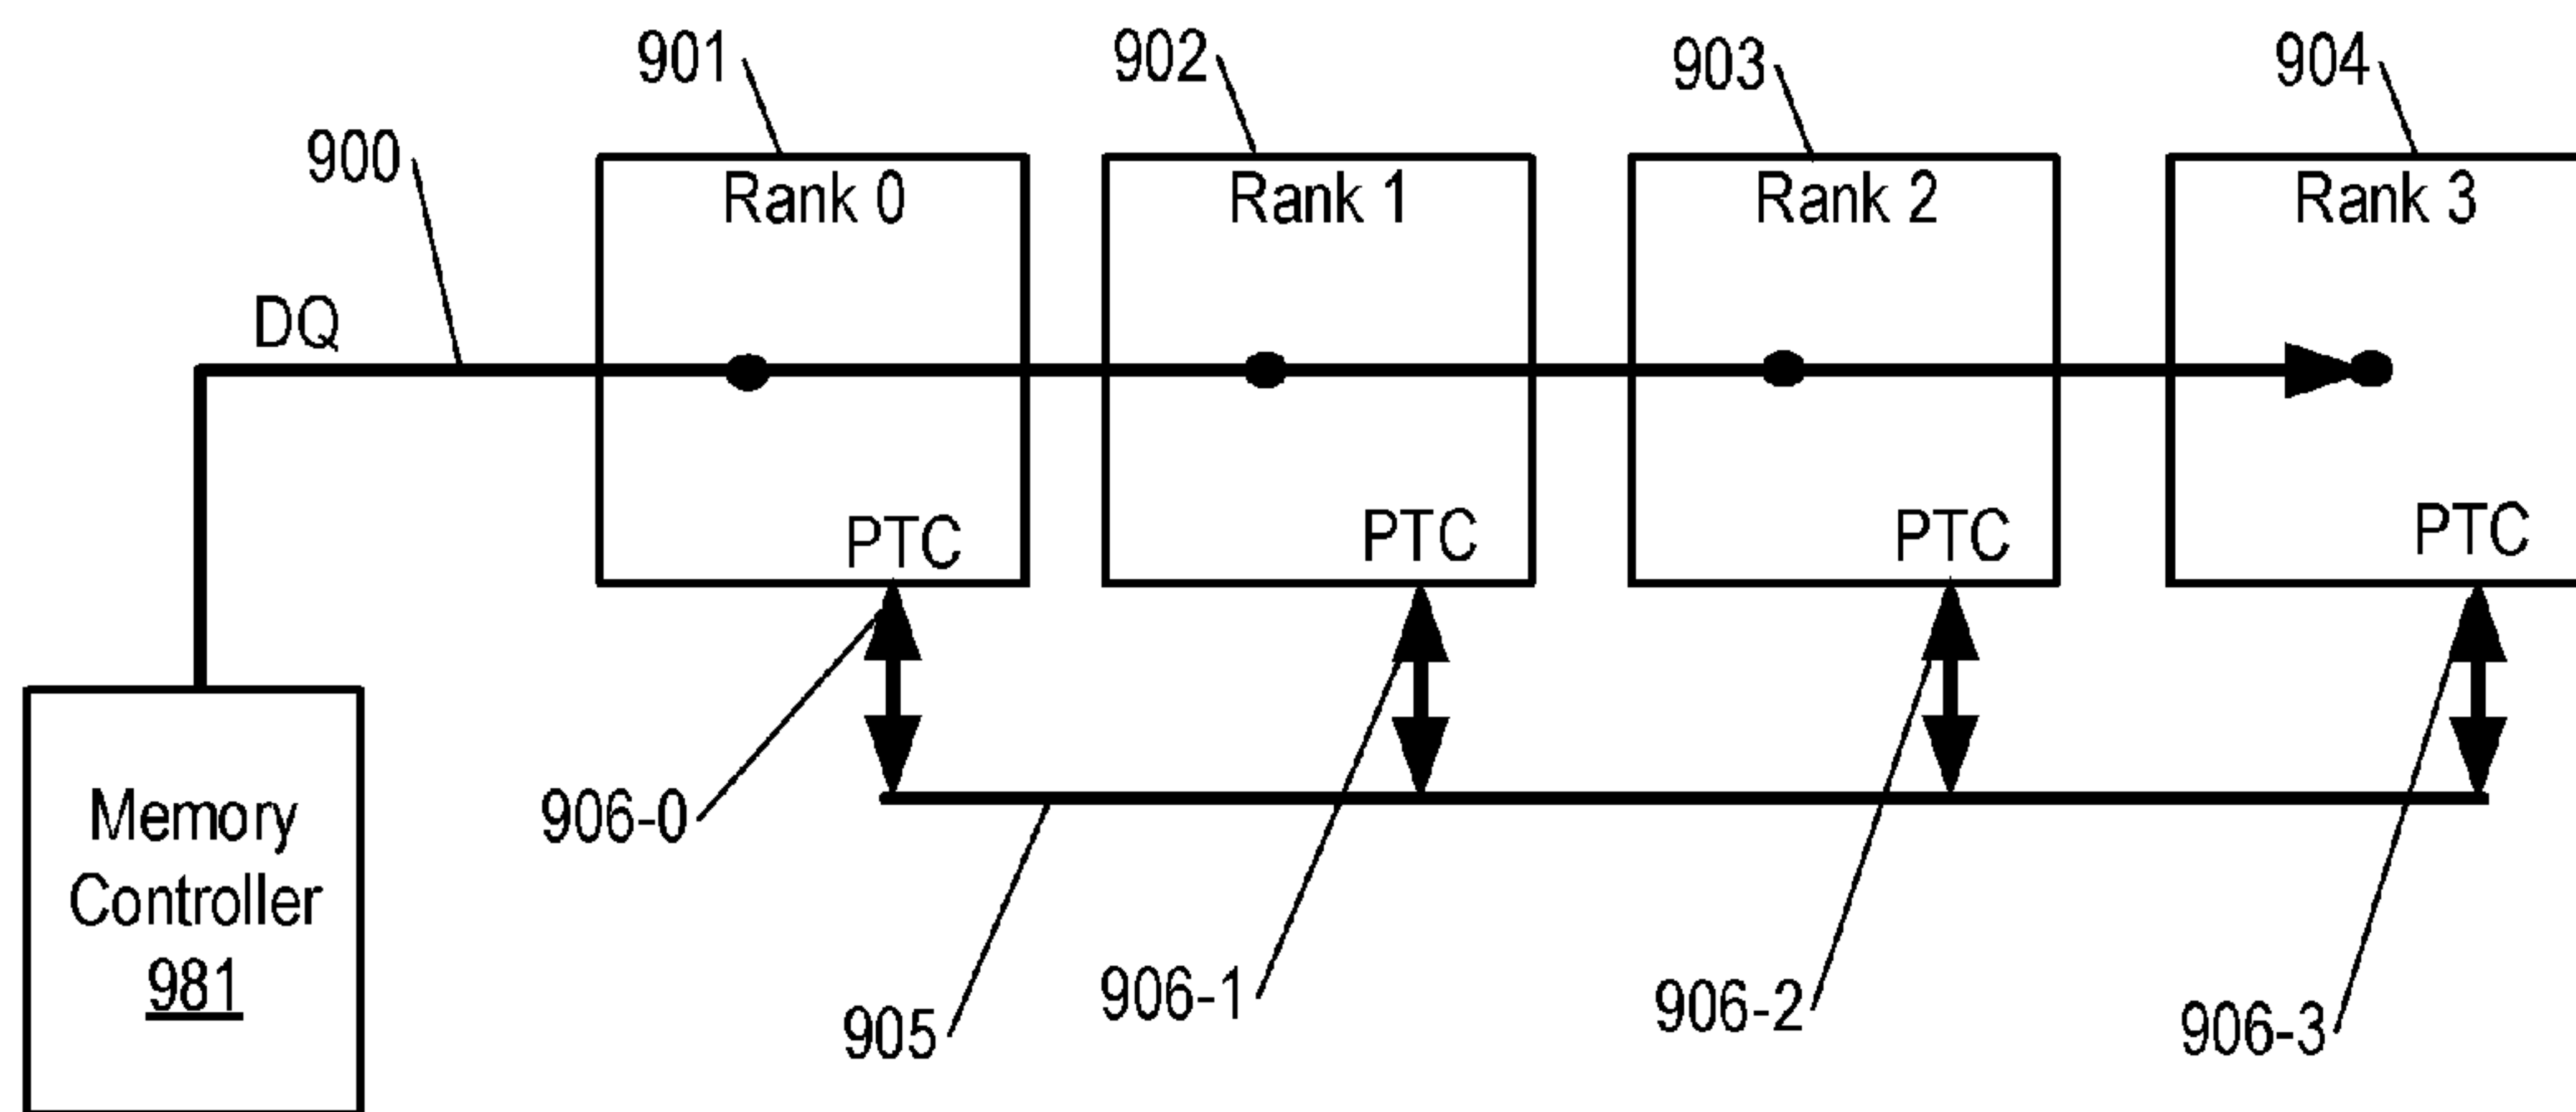 901
902
903
904
900
Rank 0
Rank 1
Rank 2
Rank 3
DQ
PTC
PTC
PTC
PTC
Memory
Controller
981
906-0
905
906-1
906-2
906-3